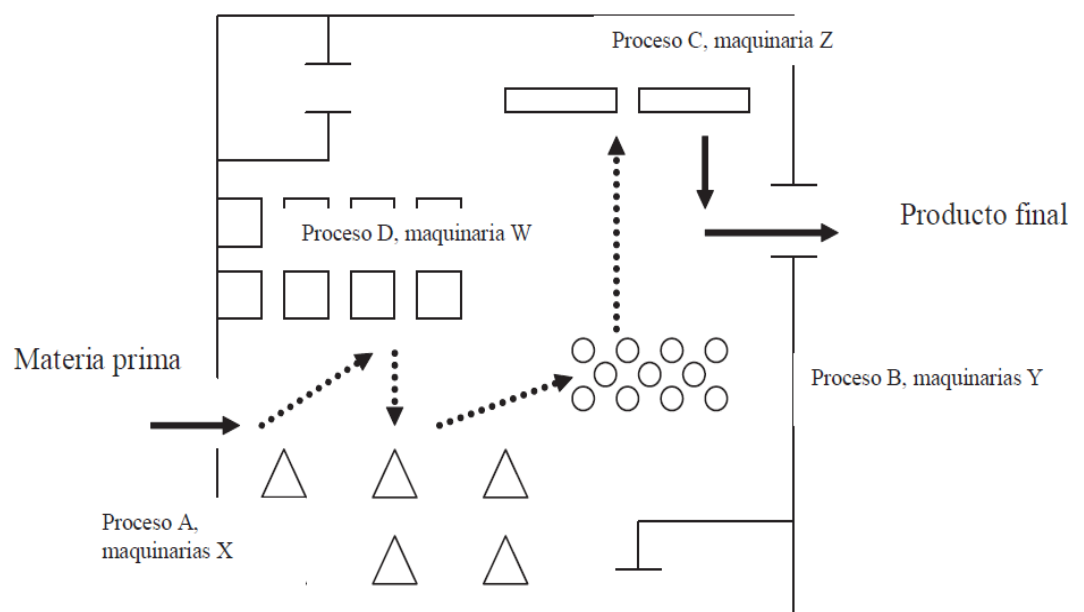 Proceso C, maquinaria Z
Producto final
Proceso D, maquinaria W
Materia prima
Proceso B, maquinarias Y
Proceso A,
maquinarias X